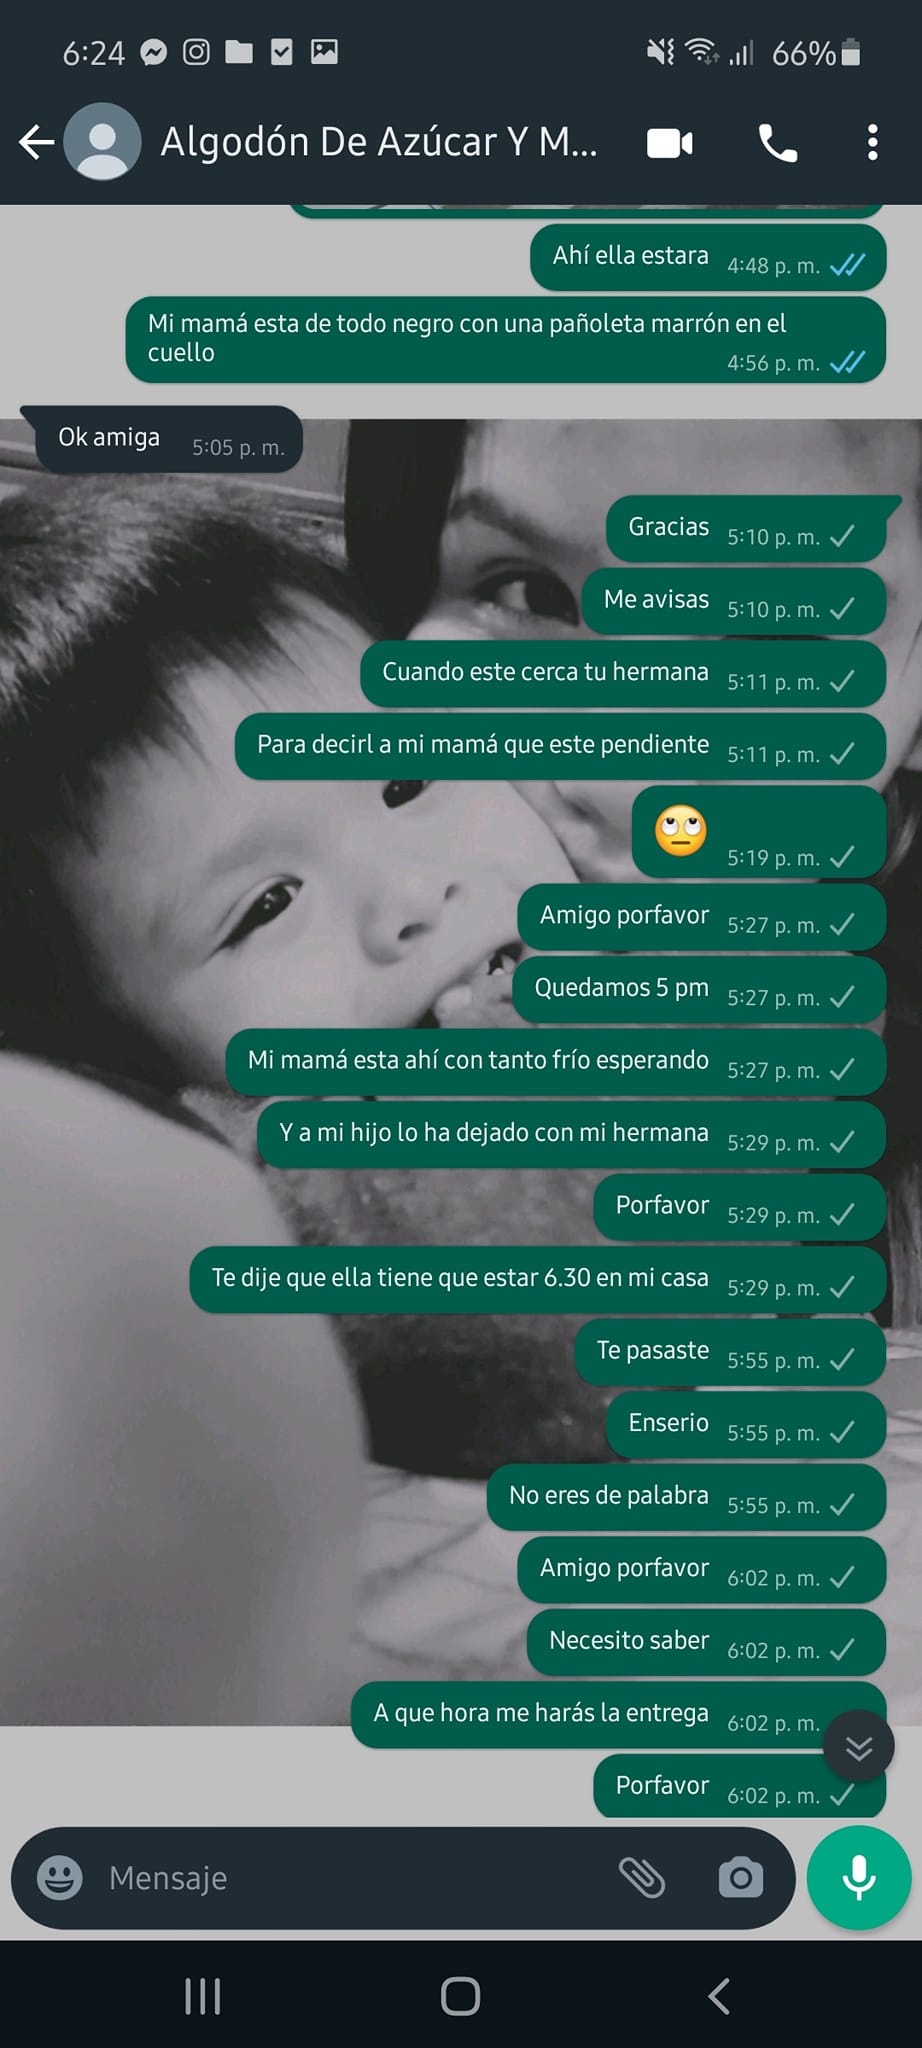 6:24 66%
Algodón De Azúcar Y M...
Ahí ella estara 4:48 p. m.
Mi mamá esta de todo negro con una pañoleta marrón en el
cuello 4:56 p. m.
Ok amiga 5:05 p. m.
Gracias 5:10 p. m.
Me avisas 5:10 p. m.
Cuando este cerca tu hermana 5:11 p. m.
Para decirl a mi mamá que este pendiente 5:11 p. m.
🙄 5:19 p. m.
Amigo porfavor 5:27 p. m.
Quedamos 5 pm 5:27 p. m.
Mi mamá esta ahí con tanto frío esperando 5:27 p. m.
Y a mi hijo lo ha dejado con mi hermana 5:29 p. m.
Porfavor 5:29 p. m.
Te dije que ella tiene que estar 6.30 en mi casa 5:29 p. m.
Te pasaste 5:55 p. m.
Enserio 5:55 p. m.
No eres de palabra 5:55 p. m.
Amigo porfavor 6:02 p. m.
Necesito saber 6:02 p. m.
A que hora me harás la entrega 6:02 p. m.
Porfavor 6:02 p. m.
Mensaje